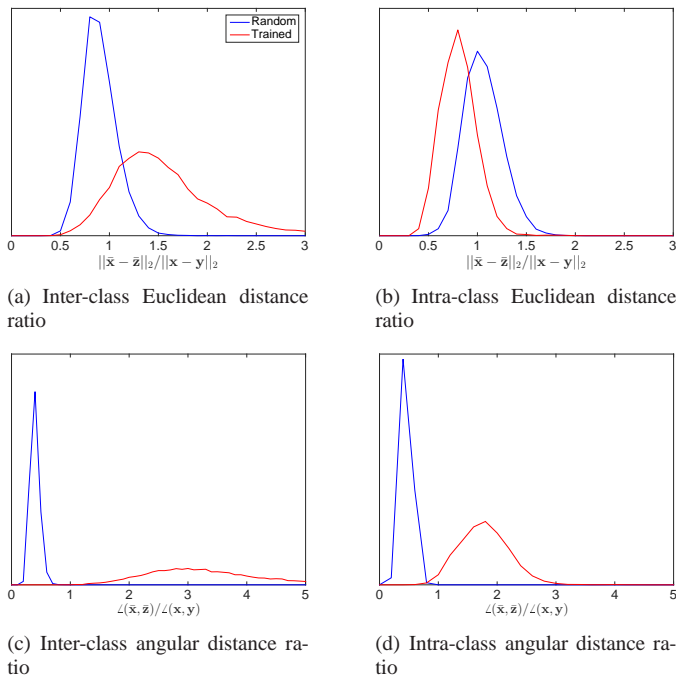 Random
Trained
0 0.5 1 1.5 2 2.5 3
||x̄ − z̄||₂/||x − y||₂
(a) Inter-class Euclidean distance
ratio
0 0.5 1 1.5 2 2.5 3
||x̄ − z̄||₂/||x − y||₂
(b) Intra-class Euclidean distance
ratio
0 1 2 3 4 5
∠(x̄, z̄)/∠(x, y)
(c) Inter-class angular distance ra-
tio
0 1 2 3 4 5
∠(x̄, z̄)/∠(x, y)
(d) Intra-class angular distance ra-
tio